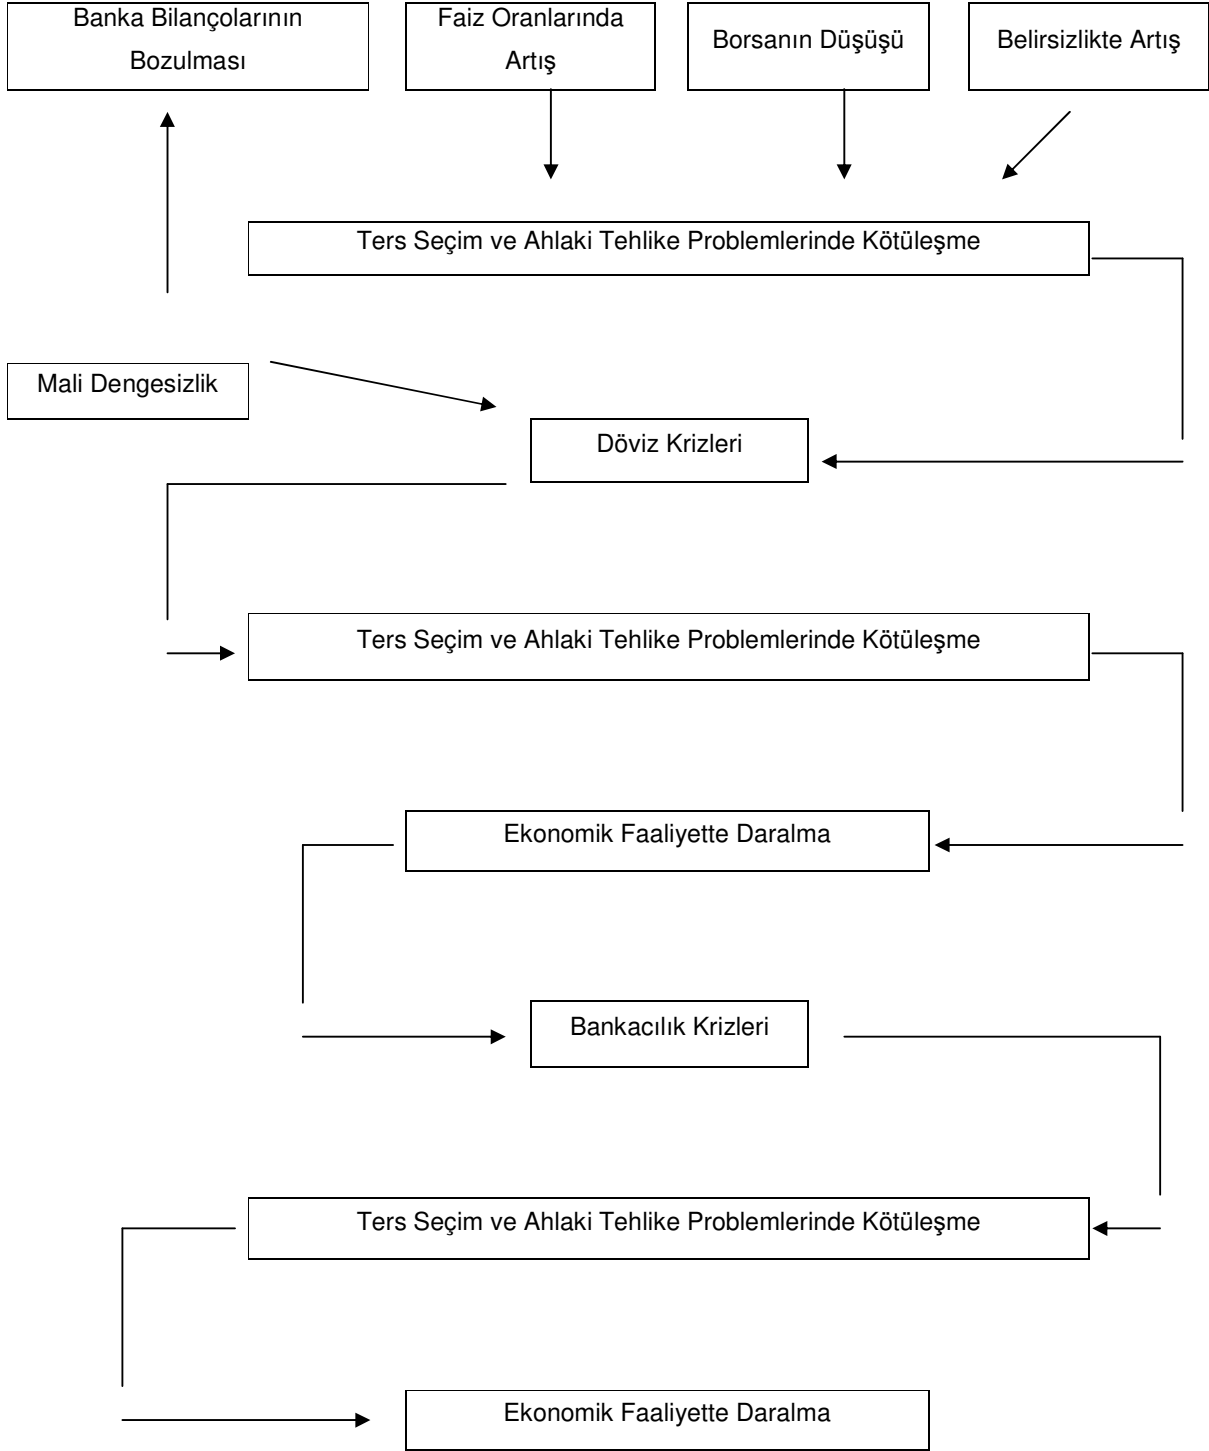 Banka Bilançolarının
Bozulması
Faiz Oranlarında
Artış
Borsanın Düşüşü
Belirsizlikte Artış
Ters Seçim ve Ahlaki Tehlike Problemlerinde Kötüleşme
Mali Dengesizlik
Döviz Krizleri
Ters Seçim ve Ahlaki Tehlike Problemlerinde Kötüleşme
Ekonomik Faaliyette Daralma
Bankacılık Krizleri
Ters Seçim ve Ahlaki Tehlike Problemlerinde Kötüleşme
Ekonomik Faaliyette Daralma